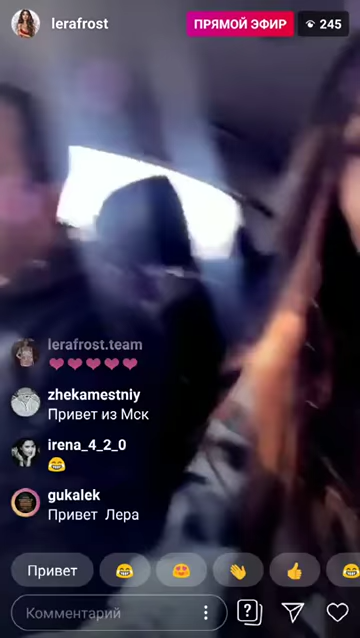 lerafrost
ПРЯМОЙ ЭФИР
245
lerafrost.team
❤❤❤❤❤
zhekamestniy
Привет из Мск
irena_4_2_0
😂
gukalek
Привет Лера
Привет 😂 😍 👋 👍 😂
Комментарий